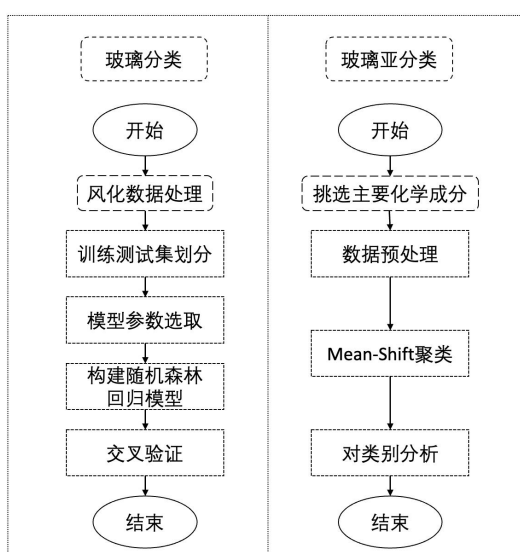 玻璃分类
开始
风化数据处理
训练测试集划分
模型参数选取
构建随机森林
回归模型
交叉验证
结束
玻璃亚分类
开始
挑选主要化学成分
数据预处理
Mean-Shift聚类
对类别分析
结束